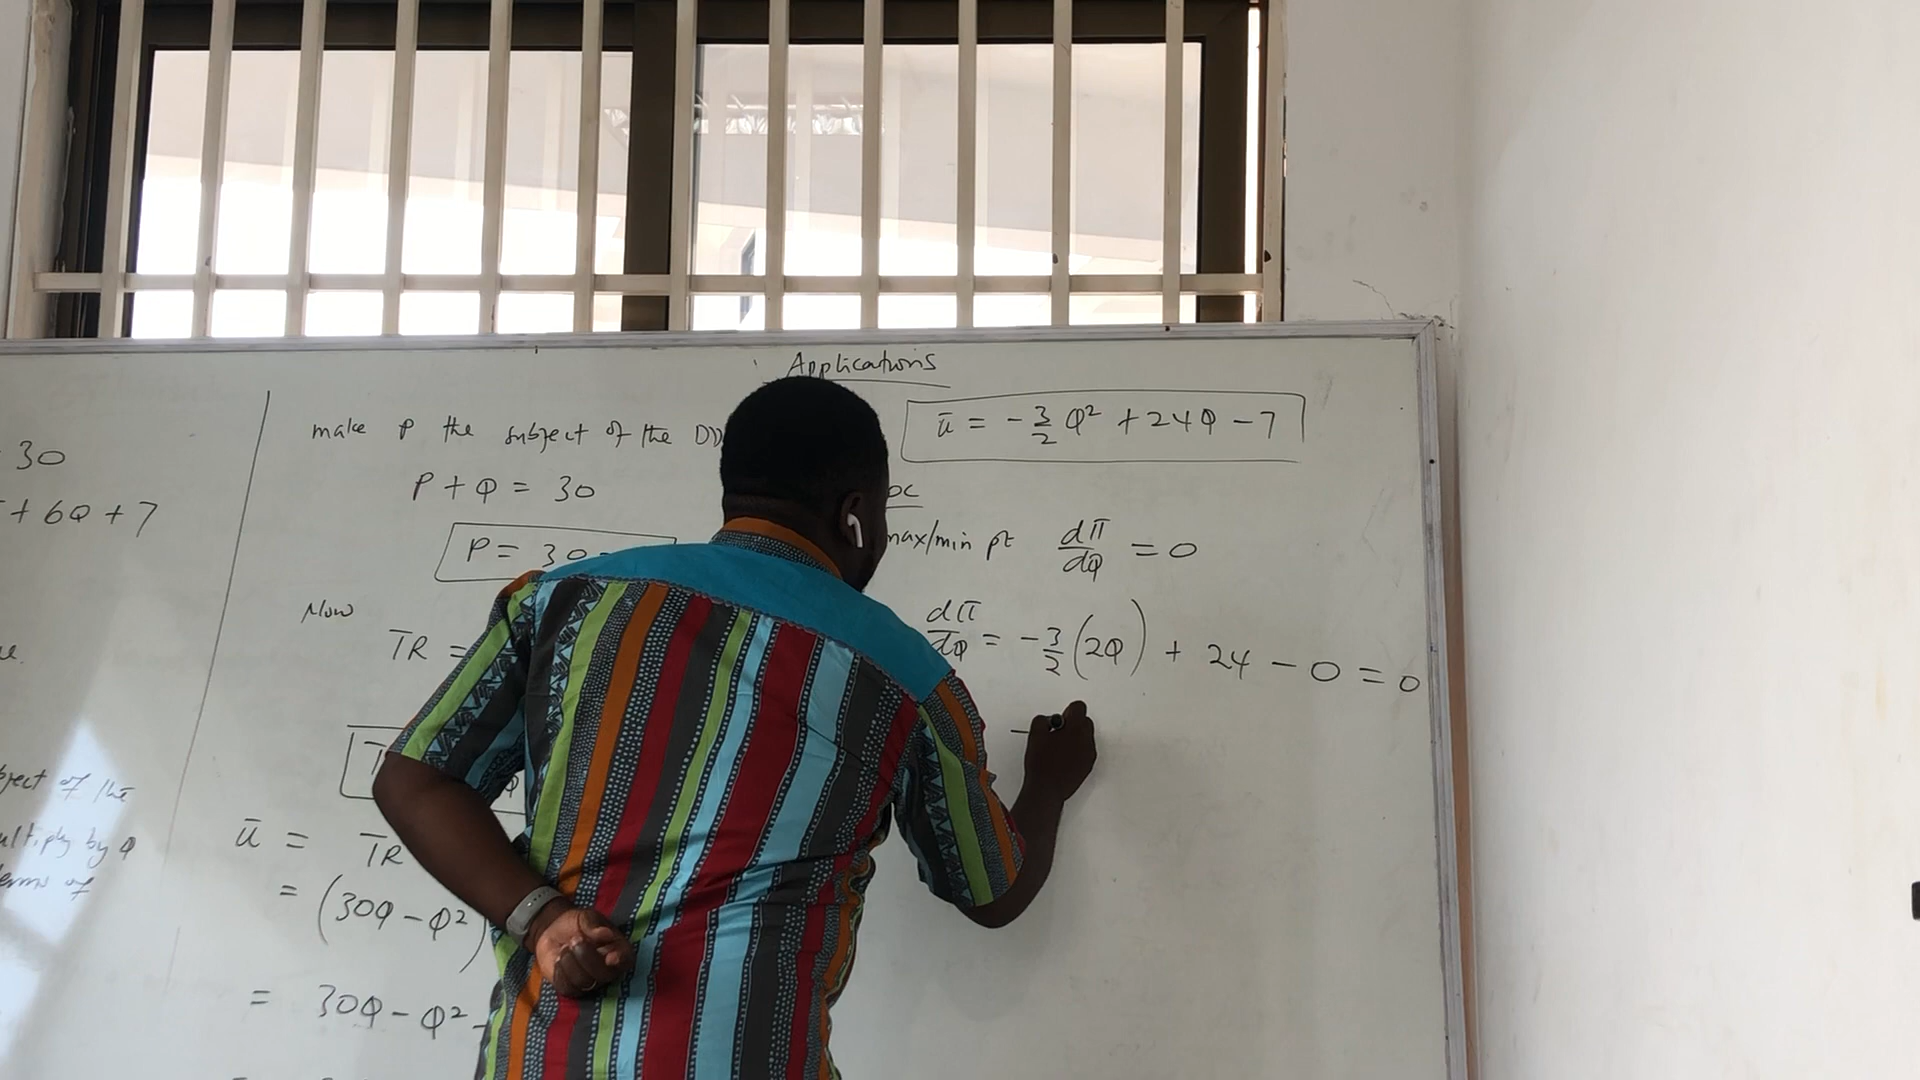 Applications
30
+ 6Q + 7
ject of the
ultiply by Q
terms of
make P the subject of the DD
P + Q = 30
P = 30 -
Now
TR =
π = TR
= (30Q - Q²)
= 30Q - Q² -
π = -3/2 Q² + 24Q - 7
max/min pt dπ/dQ = 0
dπ/dQ = -3/2 (2Q) + 24 - 0 = 0
-